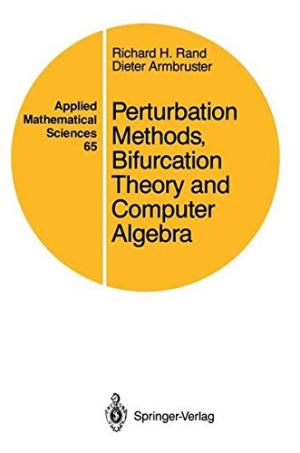 Richard H. Rand
Dieter Armbruster
Applied
Mathematical
Sciences
65
Perturbation
Methods,
Bifurcation
Theory and
Computer
Algebra
Springer-Verlag